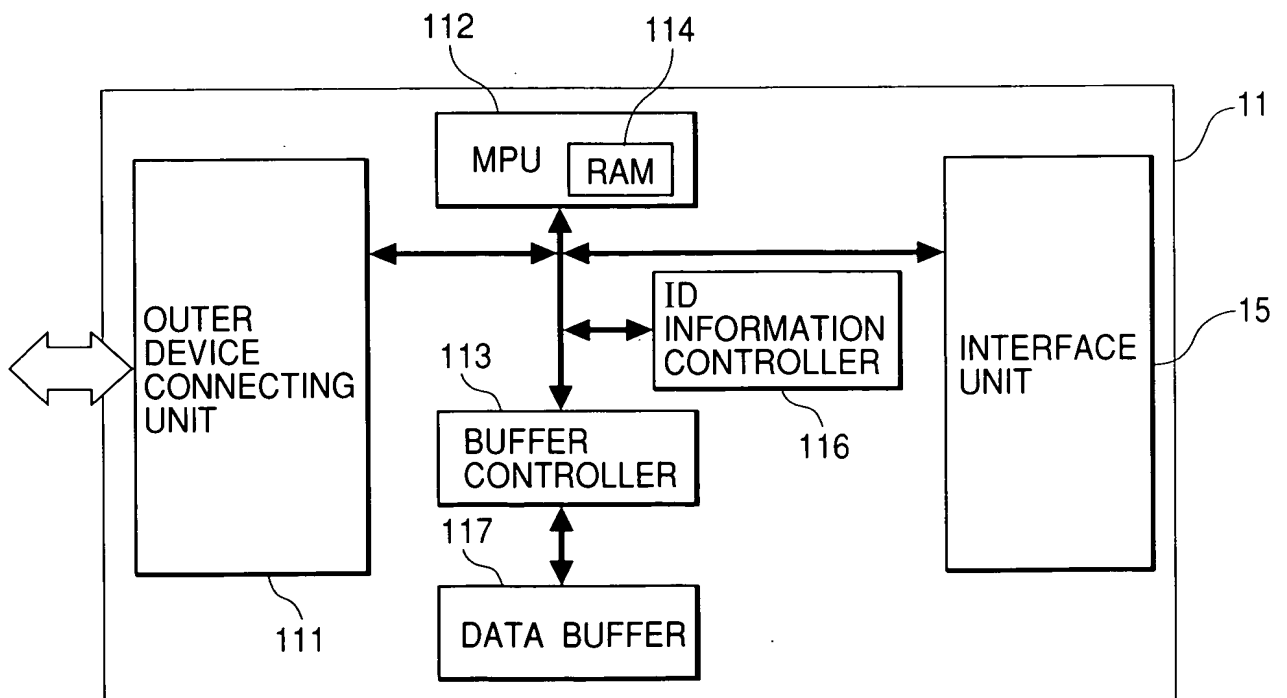 112
114
11
MPU
RAM
OUTER
DEVICE
CONNECTING
UNIT
ID
INFORMATION
CONTROLLER
INTERFACE
UNIT
15
113
116
BUFFER
CONTROLLER
117
DATA BUFFER
111